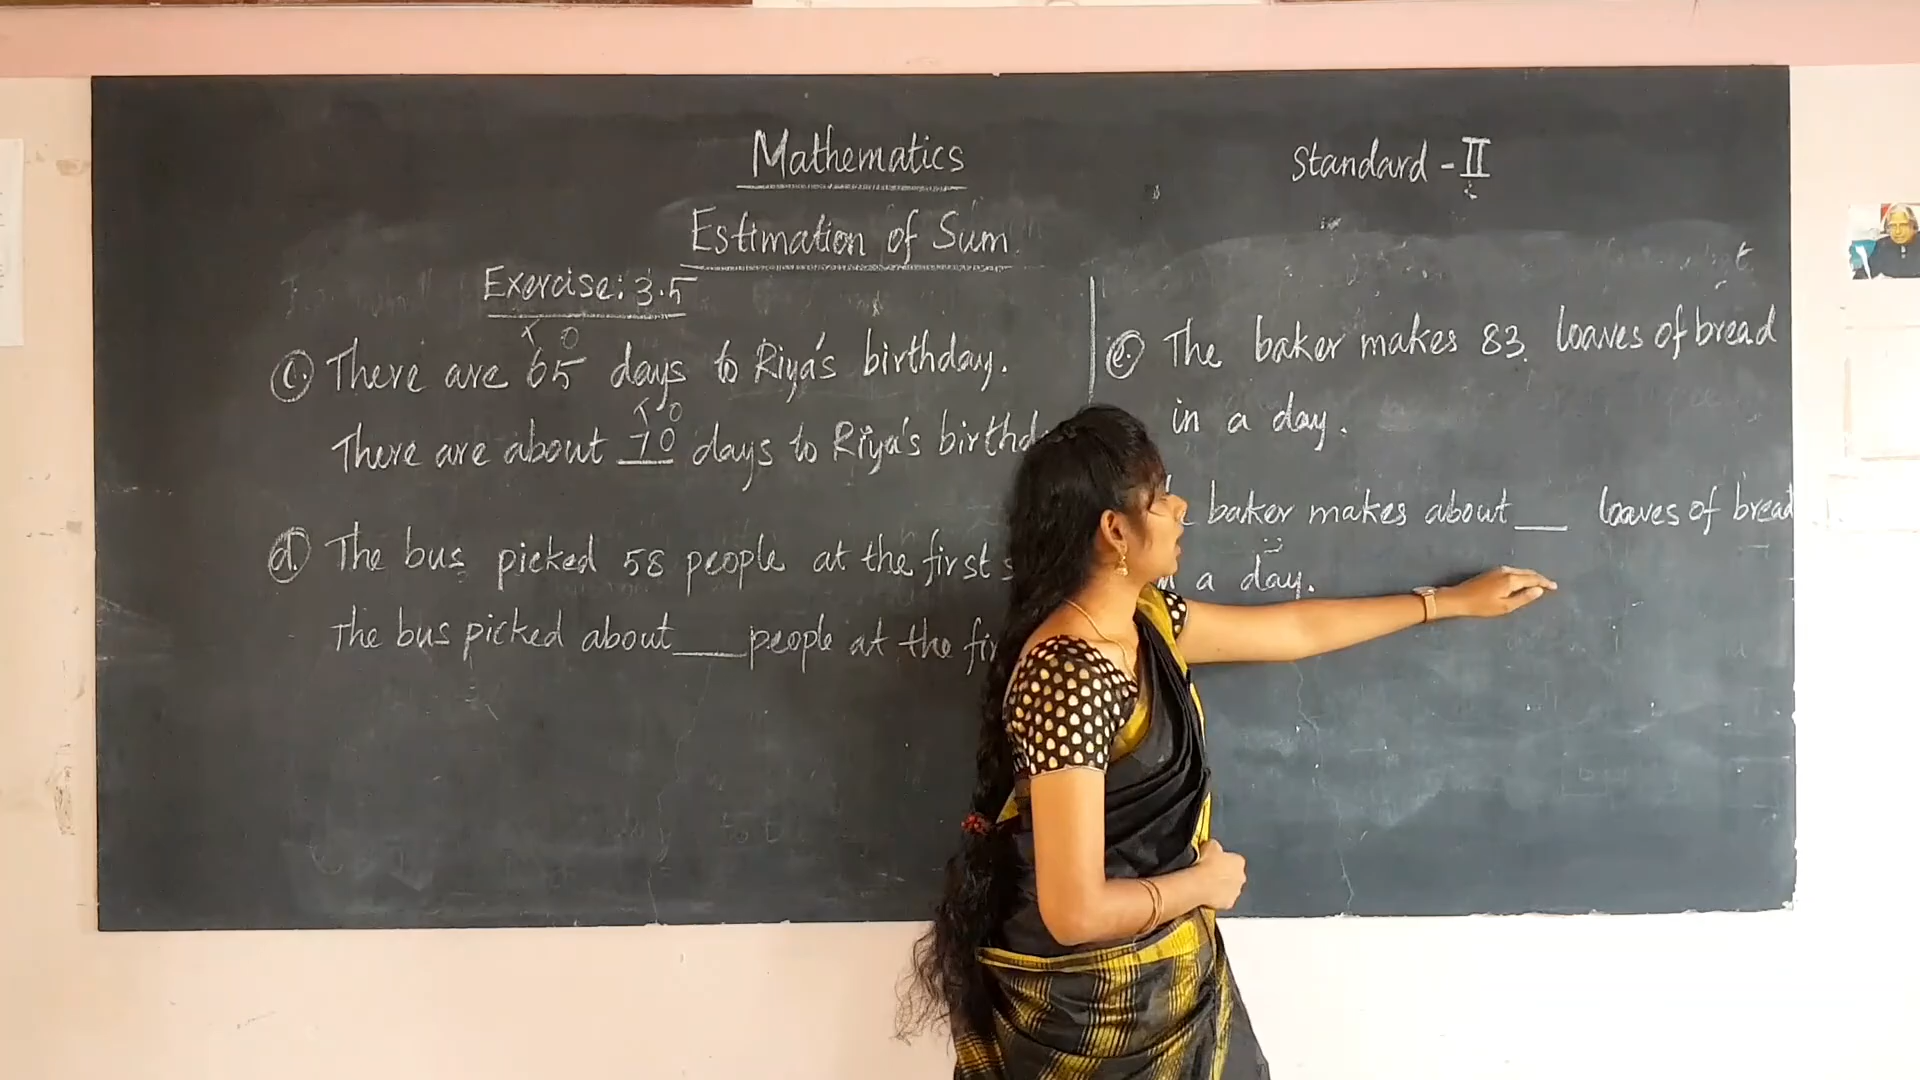 Mathematics
Standard - II
Estimation of Sum
Exercise: 3.5
T O
c. There are 65 days to Riya's birthday.
T O
There are about 70 days to Riya's
d. The bus picked 58 people at the first
The bus picked about ___ people at the
e. The baker makes 83 loaves of bread
in a day.
baker makes about ___ loaves of bread
a day.